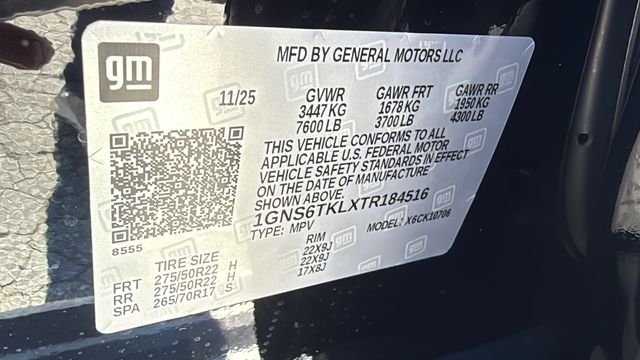 gm
MFD BY GENERAL MOTORS LLC
11/25 GVWR GAWR FRT GAWR RR
3447 KG 1678 KG 1950 KG
7600 LB 3700 LB 4300 LB
THIS VEHICLE CONFORMS TO ALL
APPLICABLE U.S. FEDERAL MOTOR
VEHICLE SAFETY STANDARDS IN EFFECT
ON THE DATE OF MANUFACTURE
SHOWN ABOVE.
1GNS6TKLXTR184516
TYPE: MPV MODEL: X6CK10706
8555
TIRE SIZE RIM
FRT 275/50R22 H 22X9J
RR 275/50R22 H 22X9J
SPA 265/70R17 S 17X8J